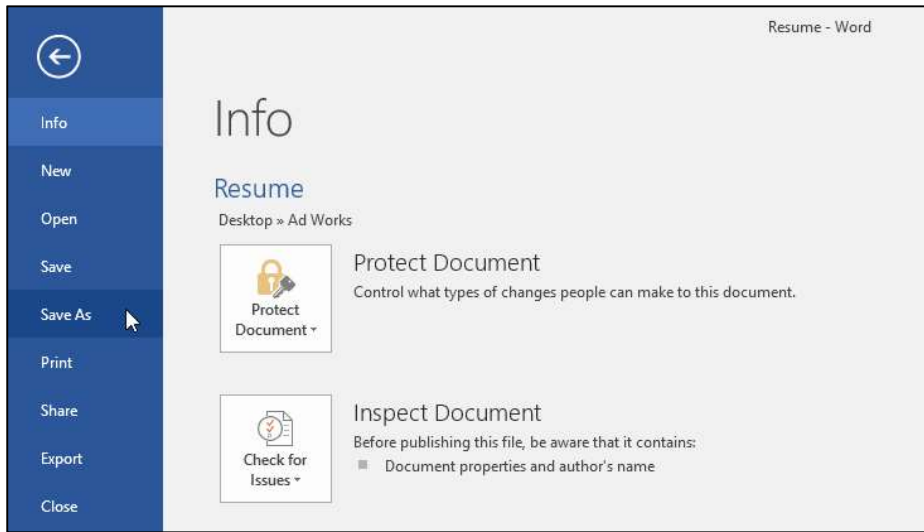 Resume - Word
Info
New
Open
Save
Save As
Print
Share
Export
Close
Info
Resume
Desktop » Ad Works
Protect
Document
Protect Document
Control what types of changes people can make to this document.
Check for
Issues
Inspect Document
Before publishing this file, be aware that it contains:
Document properties and author's name